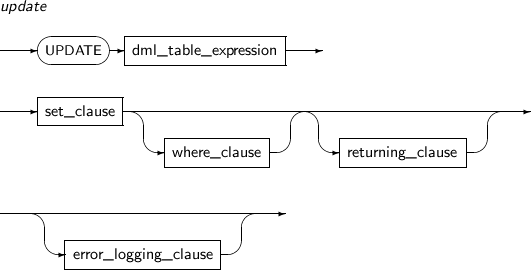 update
UPDATE dml_table_expression
set_clause
where_clause returning_clause
error_logging_clause